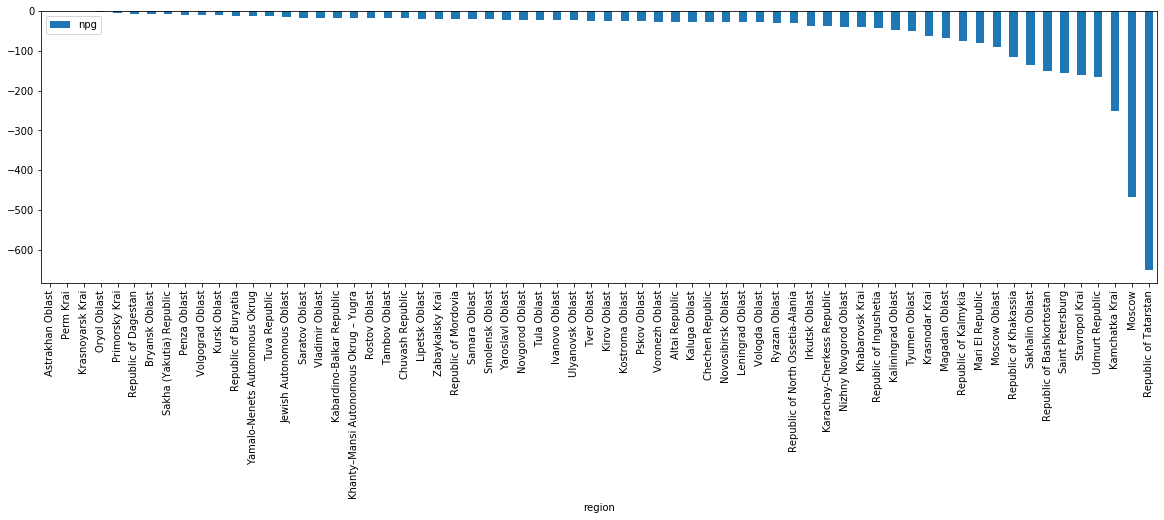 npg
0
−100
−200
−300
−400
−500
−600
Astrakhan Oblast
Perm Krai
Krasnoyarsk Krai
Oryol Oblast
Primorsky Krai
Republic of Dagestan
Bryansk Oblast
Sakha (Yakutia) Republic
Penza Oblast
Volgograd Oblast
Kursk Oblast
Republic of Buryatia
Yamalo-Nenets Autonomous Okrug
Tuva Republic
Jewish Autonomous Oblast
Saratov Oblast
Vladimir Oblast
Kabardino-Balkar Republic
Khanty–Mansi Autonomous Okrug – Yugra
Rostov Oblast
Tambov Oblast
Chuvash Republic
Lipetsk Oblast
Zabaykalsky Krai
Republic of Mordovia
Samara Oblast
Smolensk Oblast
Yaroslavl Oblast
Novgorod Oblast
Tula Oblast
Ivanovo Oblast
Ulyanovsk Oblast
Tver Oblast
Kirov Oblast
Kostroma Oblast
Pskov Oblast
Voronezh Oblast
Altai Republic
Kaluga Oblast
Chechen Republic
Novosibirsk Oblast
Leningrad Oblast
Vologda Oblast
Ryazan Oblast
Republic of North Ossetia-Alania
Irkutsk Oblast
Karachay-Cherkess Republic
Nizhny Novgorod Oblast
Khabarovsk Krai
Republic of Ingushetia
Kaliningrad Oblast
Tyumen Oblast
Krasnodar Krai
Magadan Oblast
Republic of Kalmykia
Mari El Republic
Moscow Oblast
Republic of Khakassia
Sakhalin Oblast
Republic of Bashkortostan
Saint Petersburg
Stavropol Krai
Udmurt Republic
Kamchatka Krai
Moscow
Republic of Tatarstan
region